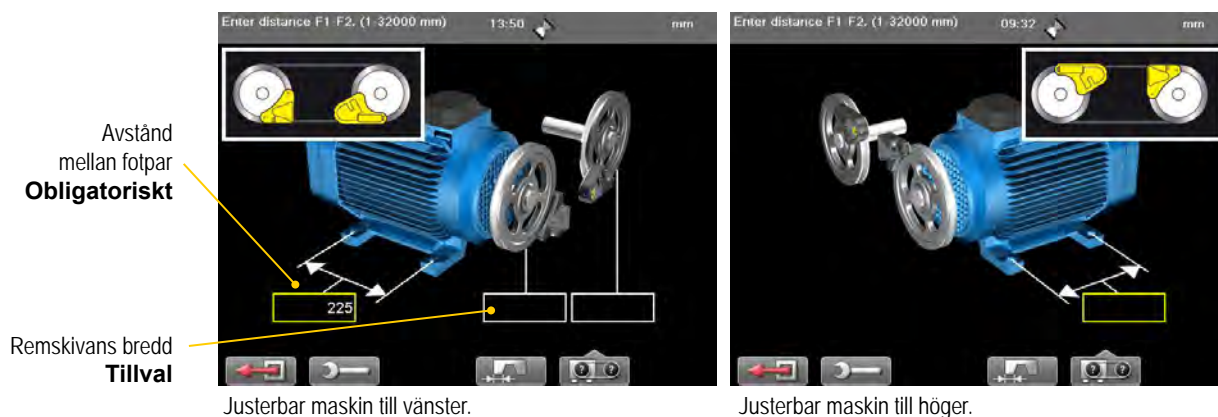 Enter distance F1-F2. (1-32000 mm) 13:50 mm
Enter distance F1-F2. (1-32000 mm) 09:32 mm
Avstånd
mellan fotpar
Obligatoriskt
225
Remskivans bredd
Tillval
? ?
? ?
Justerbar maskin till vänster.
Justerbar maskin till höger.